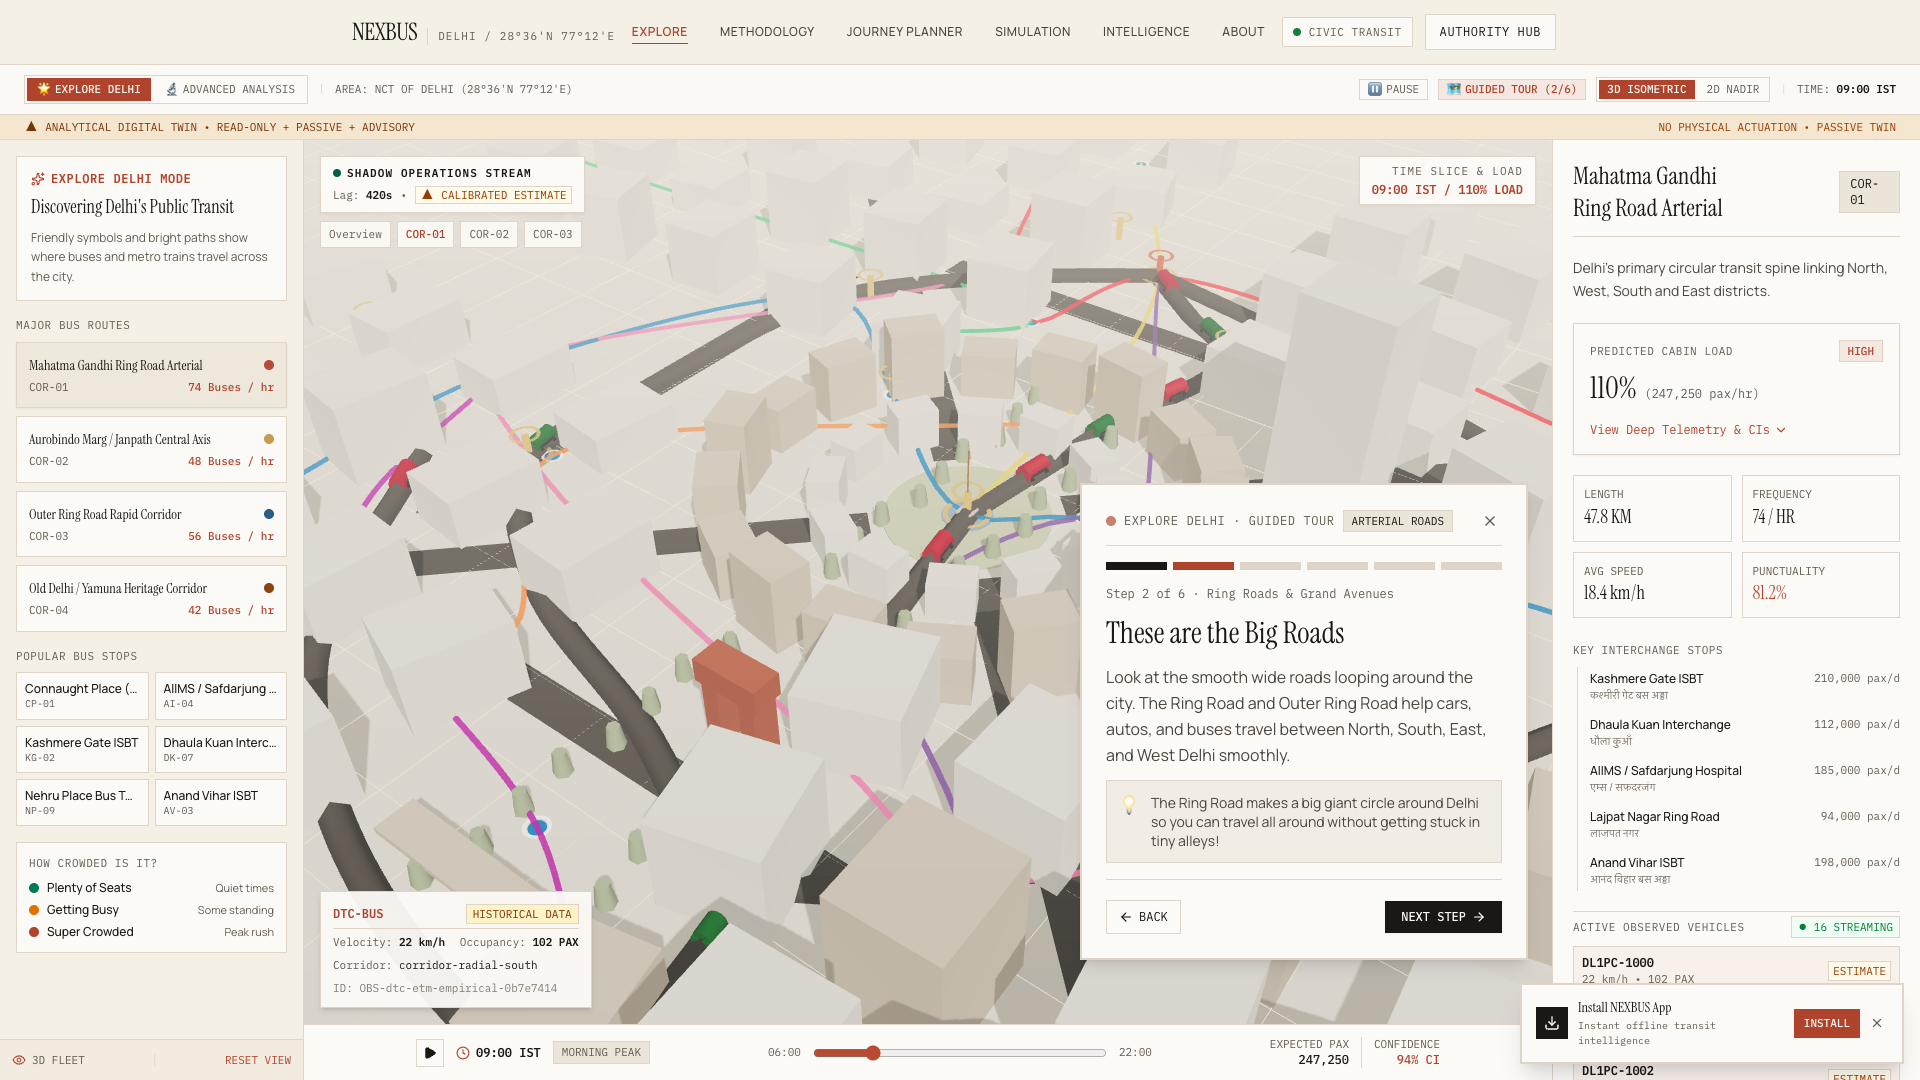 NEXBUS
DELHI / 28°36'N 77°12'E
EXPLORE
METHODOLOGY
JOURNEY PLANNER
SIMULATION
INTELLIGENCE
ABOUT
CIVIC TRANSIT
AUTHORITY HUB
EXPLORE DELHI
ADVANCED ANALYSIS
AREA: NCT OF DELHI (28°36'N 77°12'E)
PAUSE
GUIDED TOUR (2/6)
3D ISOMETRIC
2D NADIR
TIME: 09:00 IST
ANALYTICAL DIGITAL TWIN • READ-ONLY + PASSIVE + ADVISORY
NO PHYSICAL ACTUATION • PASSIVE TWIN
EXPLORE DELHI MODE
Discovering Delhi's Public Transit
Friendly symbols and bright paths show
where buses and metro trains travel across
the city.
MAJOR BUS ROUTES
Mahatma Gandhi Ring Road Arterial
COR-01
74 Buses / hr
Aurobindo Marg / Janpath Central Axis
COR-02
48 Buses / hr
Outer Ring Road Rapid Corridor
COR-03
56 Buses / hr
Old Delhi / Yamuna Heritage Corridor
COR-04
42 Buses / hr
POPULAR BUS STOPS
Connaught Place (...
CP-01
AIIMS / Safdarjung ...
AI-04
Kashmere Gate ISBT
KG-02
Dhaula Kuan Interc...
DK-07
Nehru Place Bus T...
NP-09
Anand Vihar ISBT
AV-03
HOW CROWDED IS IT?
Plenty of Seats
Quiet times
Getting Busy
Some standing
Super Crowded
Peak rush
3D FLEET
RESET VIEW
SHADOW OPERATIONS STREAM
Lag: 420s •
CALIBRATED ESTIMATE
Overview
COR-01
COR-02
COR-03
TIME SLICE & LOAD
09:00 IST / 110% LOAD
DTC-BUS
HISTORICAL DATA
Velocity: 22 km/h
Occupancy: 102 PAX
Corridor: corridor-radial-south
ID: OBS-dtc-etm-empirical-0b7e7414
EXPLORE DELHI · GUIDED TOUR
ARTERIAL ROADS
Step 2 of 6 · Ring Roads & Grand Avenues
These are the Big Roads
Look at the smooth wide roads looping around the
city. The Ring Road and Outer Ring Road help cars,
autos, and buses travel between North, South, East,
and West Delhi smoothly.
The Ring Road makes a big giant circle around Delhi
so you can travel all around without getting stuck in
tiny alleys!
← BACK
NEXT STEP →
09:00 IST
MORNING PEAK
06:00
22:00
EXPECTED PAX
247,250
CONFIDENCE
94% CI
Mahatma Gandhi
Ring Road Arterial
COR-
01
Delhi's primary circular transit spine linking North,
West, South and East districts.
PREDICTED CABIN LOAD
HIGH
110% (247,250 pax/hr)
View Deep Telemetry & CIs
LENGTH
47.8 KM
FREQUENCY
74 / HR
AVG SPEED
18.4 km/h
PUNCTUALITY
81.2%
KEY INTERCHANGE STOPS
Kashmere Gate ISBT
210,000 pax/d
कश्मीरी गेट बस अड्डा
Dhaula Kuan Interchange
112,000 pax/d
धौला कुआँ
AIIMS / Safdarjung Hospital
185,000 pax/d
एम्स / सफदरजंग
Lajpat Nagar Ring Road
94,000 pax/d
लाजपत नगर
Anand Vihar ISBT
198,000 pax/d
आनंद विहार बस अड्डा
ACTIVE OBSERVED VEHICLES
16 STREAMING
DL1PC-1000
22 km/h • 102 PAX
ESTIMATE
Install NEXBUS App
Instant offline transit
intelligence
INSTALL
DL1PC-1002
ESTIMATE